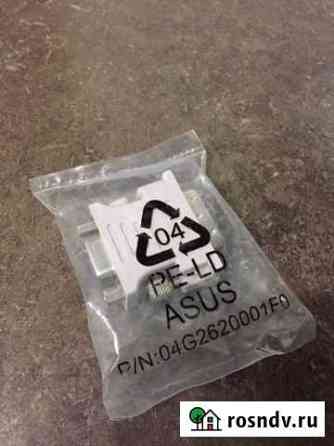 04
PE-LD
ASUS
P/N:04G2620001F0
rosndv.ru